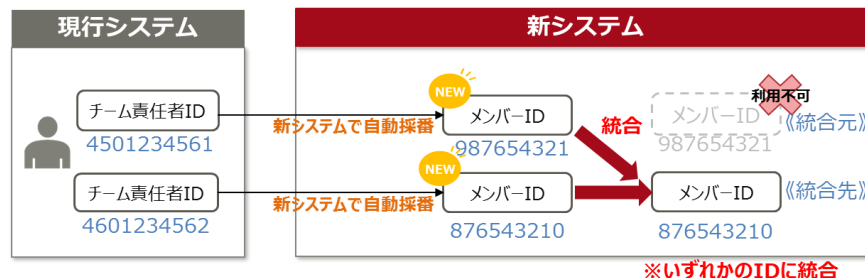 現行システム
新システム
チーム責任者ID
4501234561
新システムで自動採番
NEW
メンバーID
987654321
統合
利用不可
メンバーID
987654321
《統合元》
チーム責任者ID
4601234562
新システムで自動採番
NEW
メンバーID
876543210
メンバーID
876543210
《統合先》
※いずれかのIDに統合